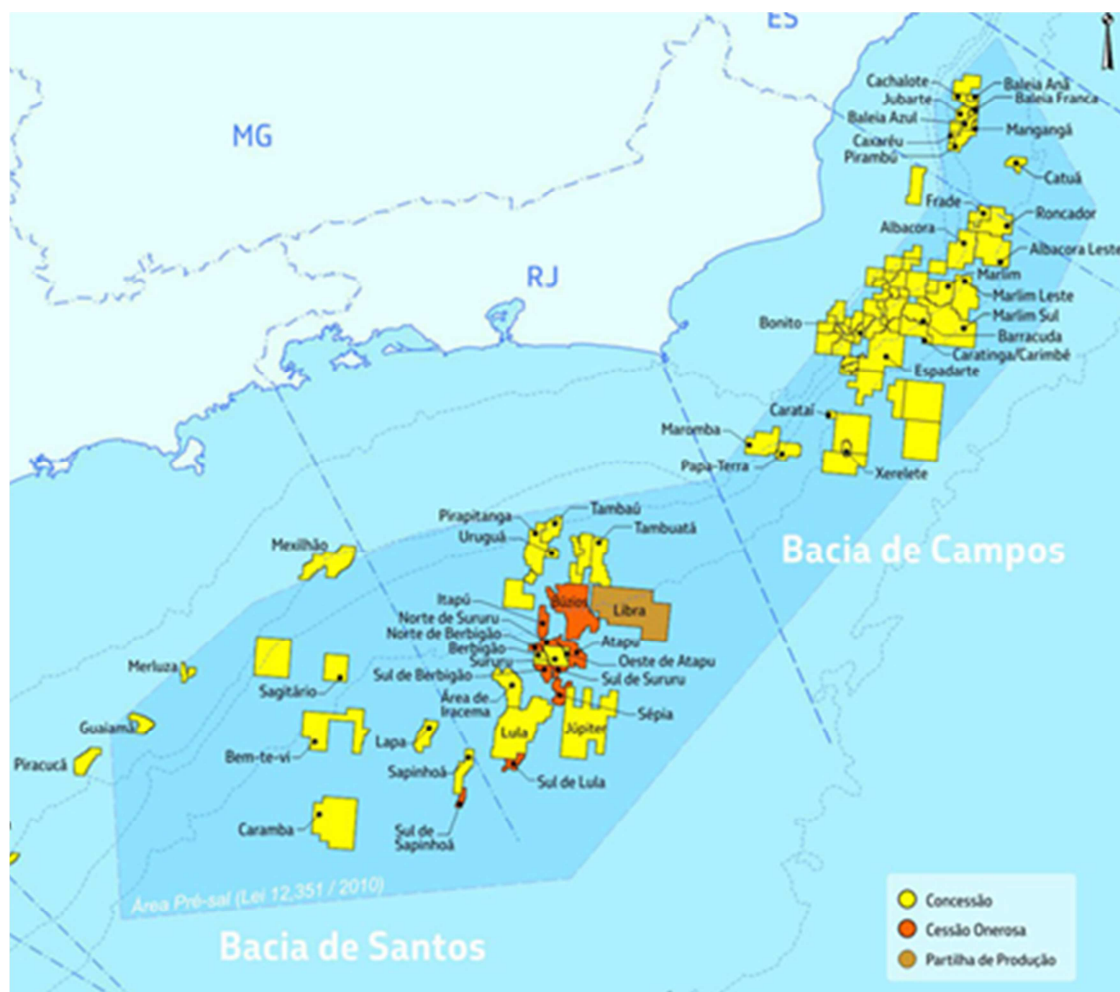 ES
MG
RJ
Cachalote
Baleia Anã
Jubarte
Baleia Franca
Baleia Azul
Mangangá
Caxaréu
Pirambú
Catuá
Frade
Roncador
Albacora
Albacora Leste
Marlim
Marlim Leste
Bonito
Marlim Sul
Barracuda
Caratinga/Carimbé
Espadarte
Carataí
Maromba
Papa-Terra
Xerelete
Bacia de Campos
Pirapitanga
Tambaú
Uruguá
Tambuatá
Mexilhão
Itapú
Búzios
Libra
Norte de Sururu
Norte de Berbigão
Berbigão
Atapu
Sururu
Oeste de Atapu
Sul de Berbigão
Sul de Sururu
Merluza
Sagitário
Área de
Iracema
Sépia
Guaiamá
Lula
Júpiter
Lapa
Bem-te-vi
Piracucá
Sapinhoá
Sul de Lula
Caramba
Sul de
Sapinhoá
Área Pré-sal (Lei 12,351 / 2010)
Bacia de Santos
Concessão
Cessão Onerosa
Partilha de Produção